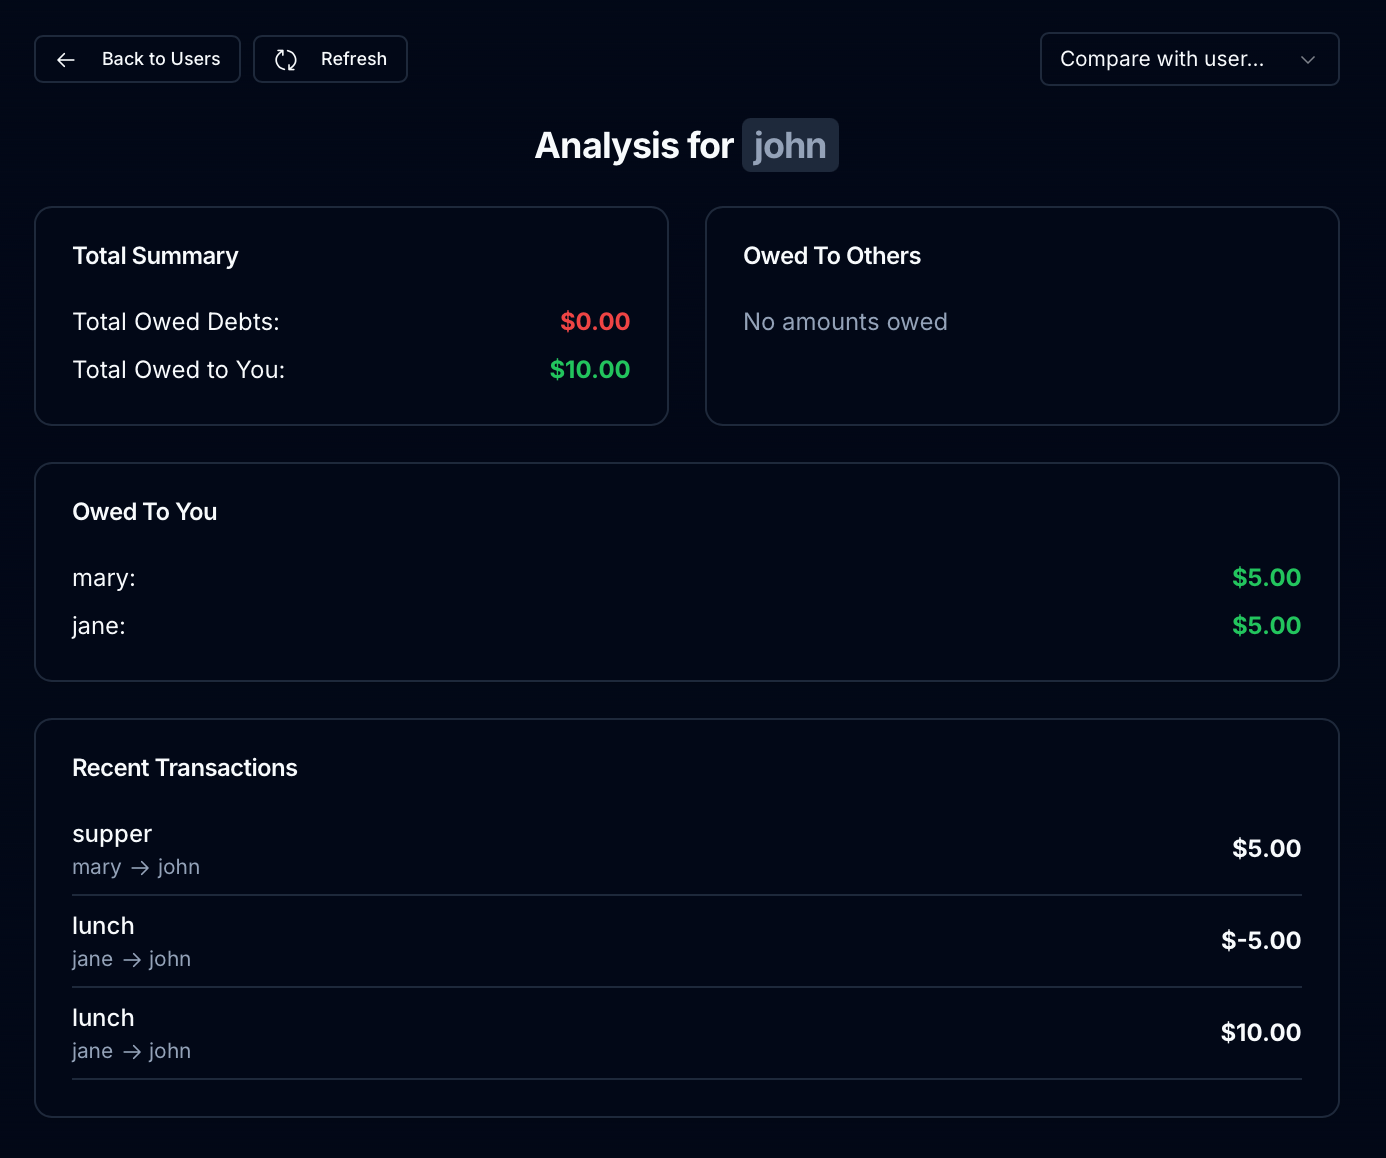 Back to Users
Refresh
Compare with user...
Analysis for john
Total Summary
Total Owed Debts: $0.00
Total Owed to You: $10.00
Owed To Others
No amounts owed
Owed To You
mary: $5.00
jane: $5.00
Recent Transactions
supper
mary → john
$5.00
lunch
jane → john
$-5.00
lunch
jane → john
$10.00